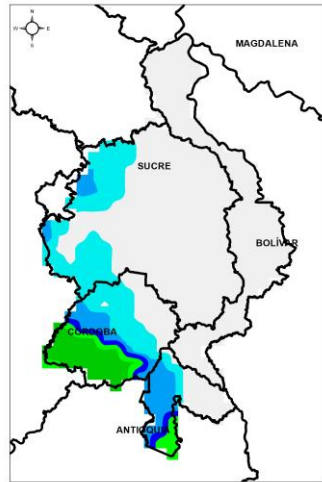 N
W E
S
MAGDALENA
SUCRE
BOLÍVAR
CÓRDOBA
ANTIOQUIA